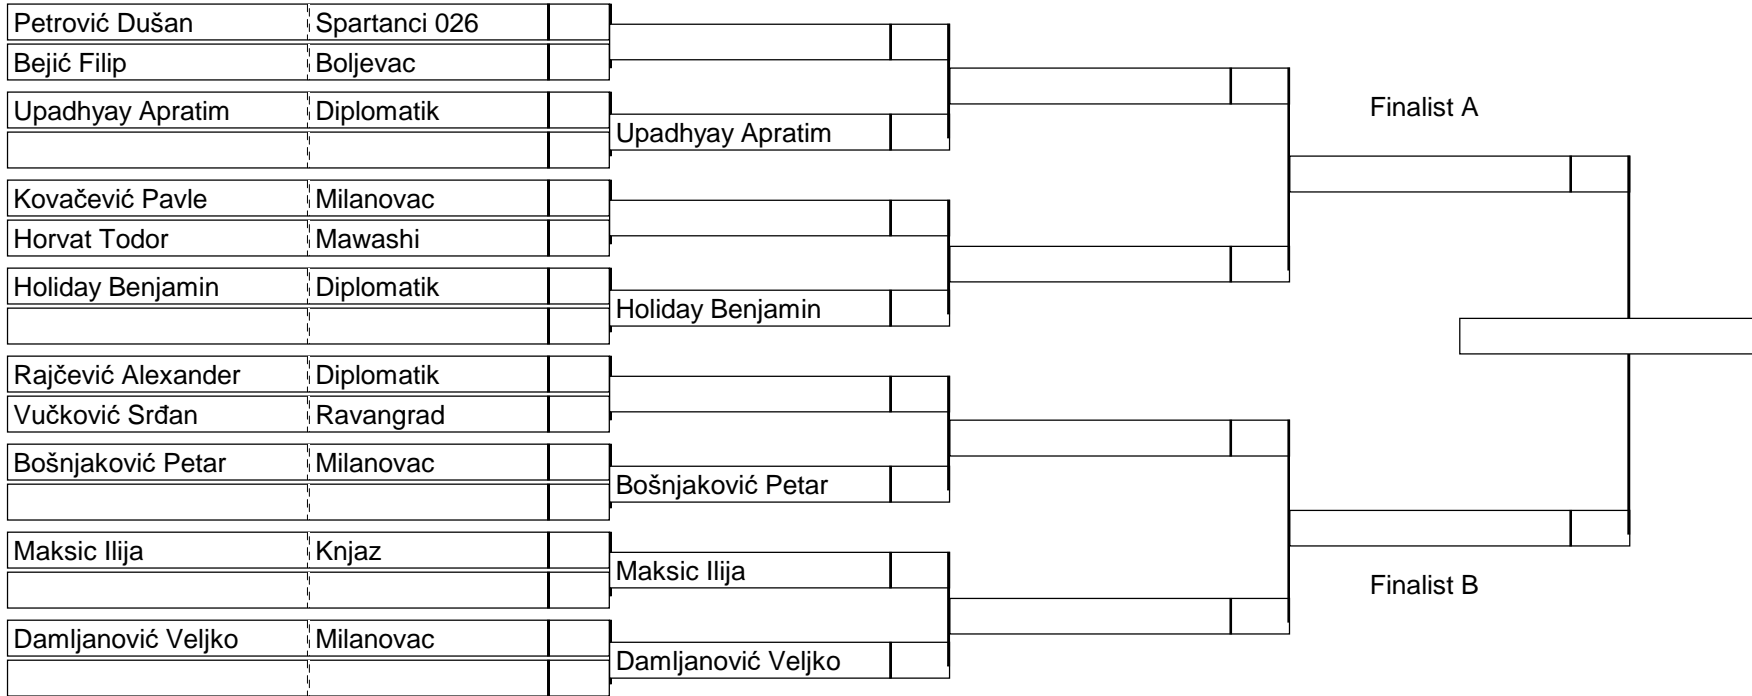 Petrović Dušan Spartanci 026
Bejić Filip Boljevac
Upadhyay Apratim Diplomatik
Kovačević Pavle Milanovac
Horvat Todor Mawashi
Holiday Benjamin Diplomatik
Rajčević Alexander Diplomatik
Vučković Srđan Ravangrad
Bošnjaković Petar Milanovac
Maksic Ilija Knjaz
Damljanović Veljko Milanovac
Upadhyay Apratim
Holiday Benjamin
Bošnjaković Petar
Maksic Ilija
Damljanović Veljko
Finalist A
Finalist B